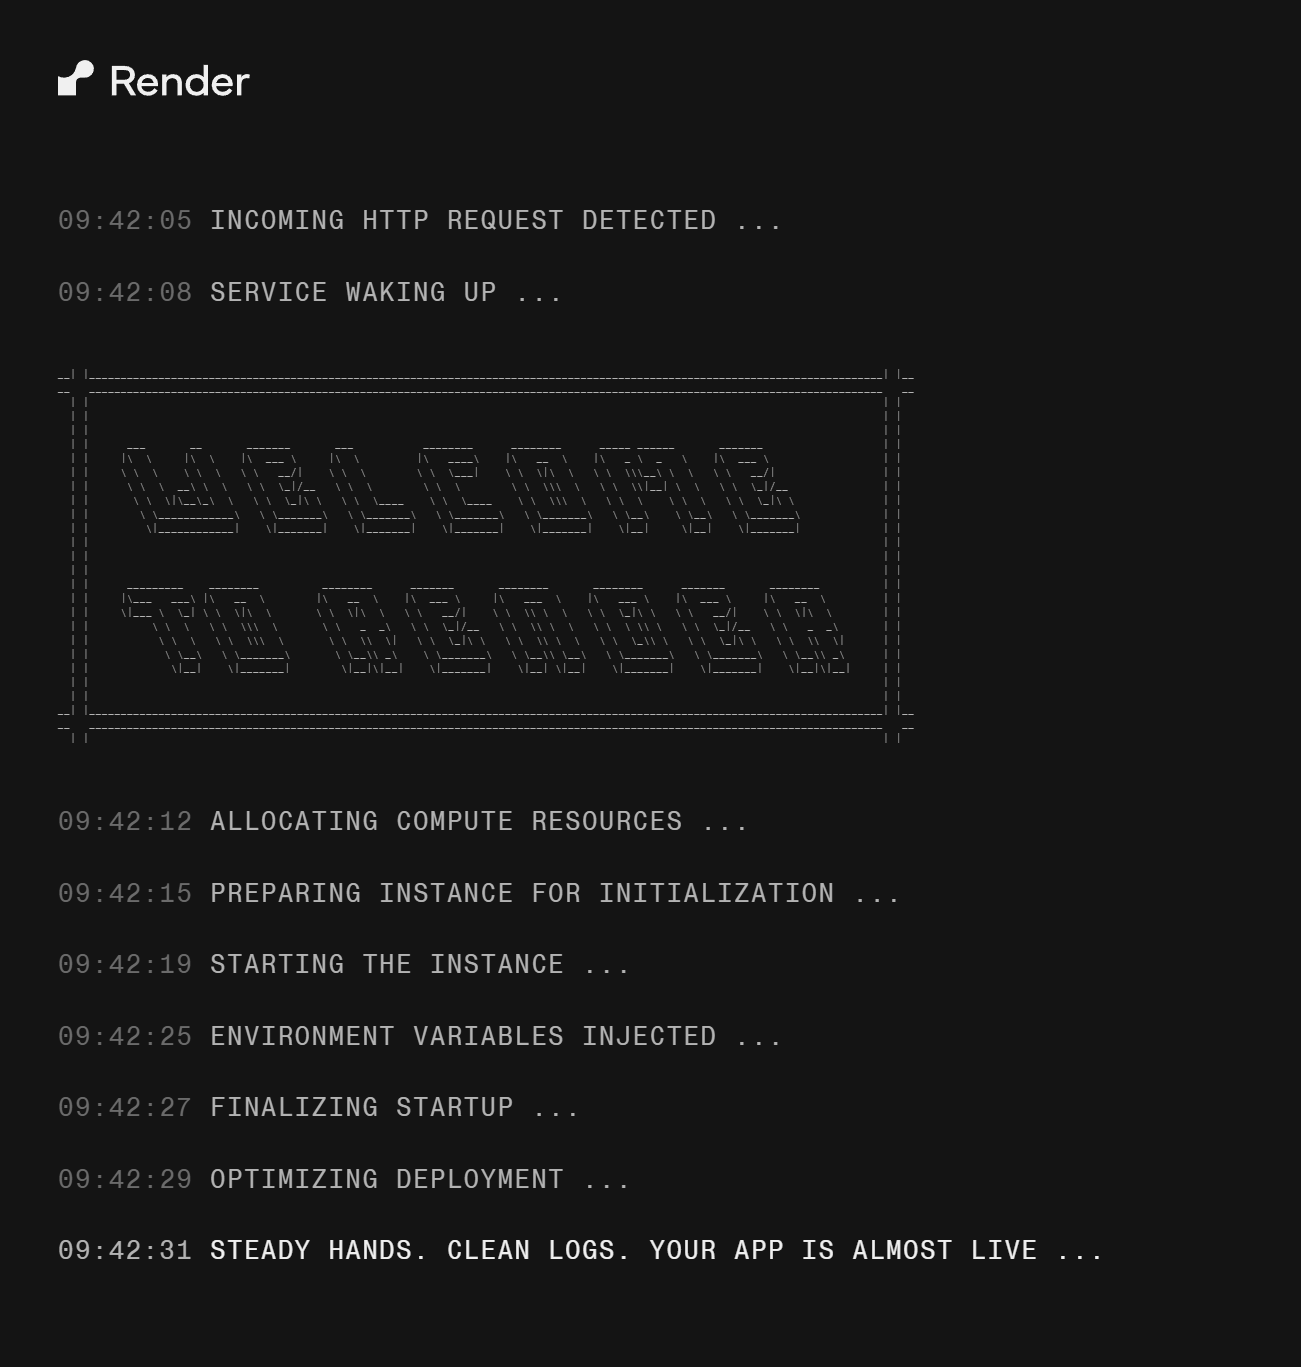 Render
09:42:05 INCOMING HTTP REQUEST DETECTED ...
09:42:08 SERVICE WAKING UP ...
WELCOME
TO RENDER
09:42:12 ALLOCATING COMPUTE RESOURCES ...
09:42:15 PREPARING INSTANCE FOR INITIALIZATION ...
09:42:19 STARTING THE INSTANCE ...
09:42:25 ENVIRONMENT VARIABLES INJECTED ...
09:42:27 FINALIZING STARTUP ...
09:42:29 OPTIMIZING DEPLOYMENT ...
09:42:31 STEADY HANDS. CLEAN LOGS. YOUR APP IS ALMOST LIVE ...